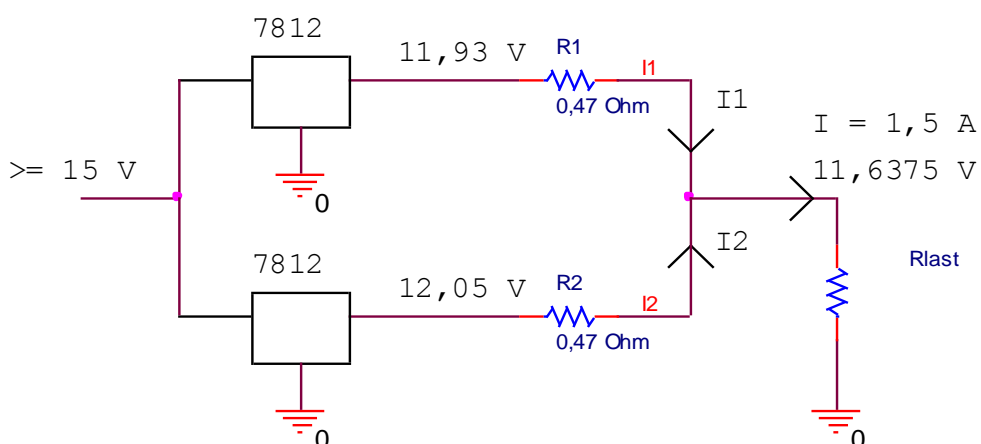 7812
11,93 V
R1
I1
0,47 Ohm
I1
I = 1,5 A
>= 15 V
11,6375 V
0
7812
12,05 V
R2
I2
I2
Rlast
0,47 Ohm
0
0